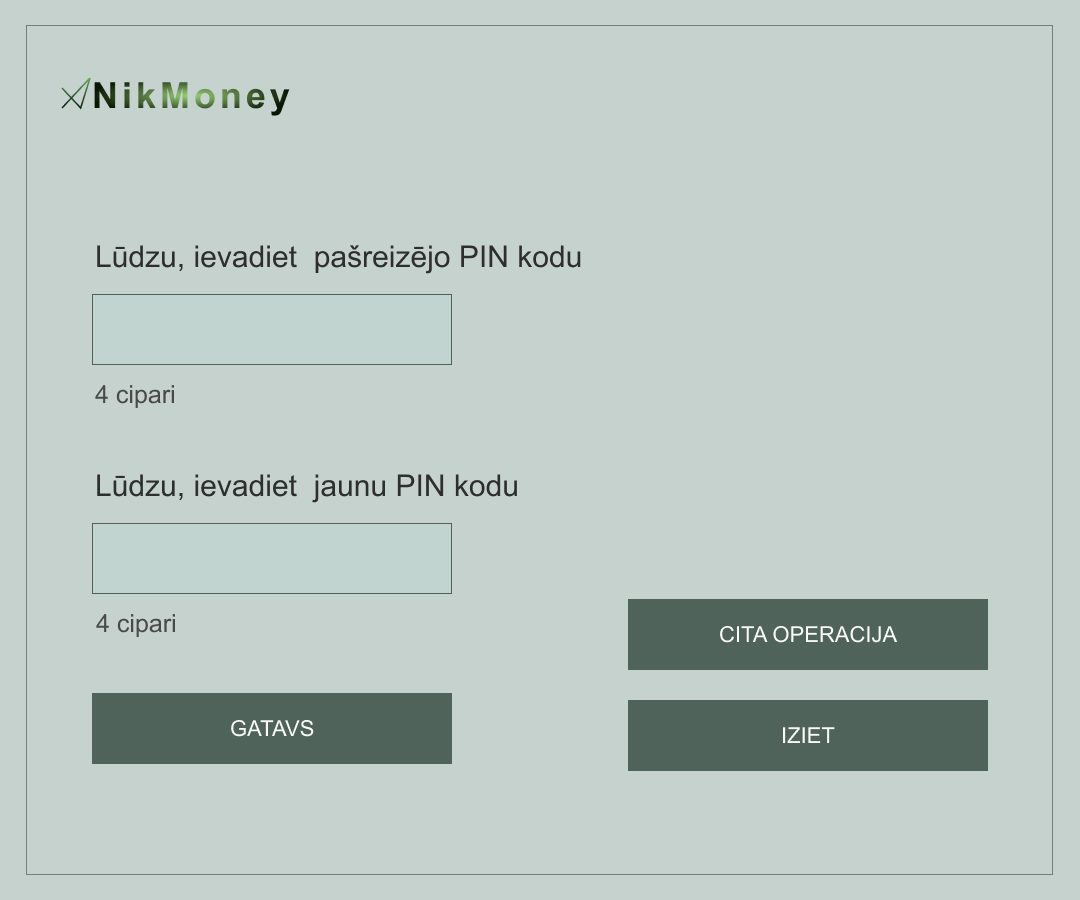 NikMoney
Lūdzu, ievadiet  pašreizējo PIN kodu
4 cipari
Lūdzu, ievadiet  jaunu PIN kodu
4 cipari
CITA OPERACIJA
GATAVS
IZIET